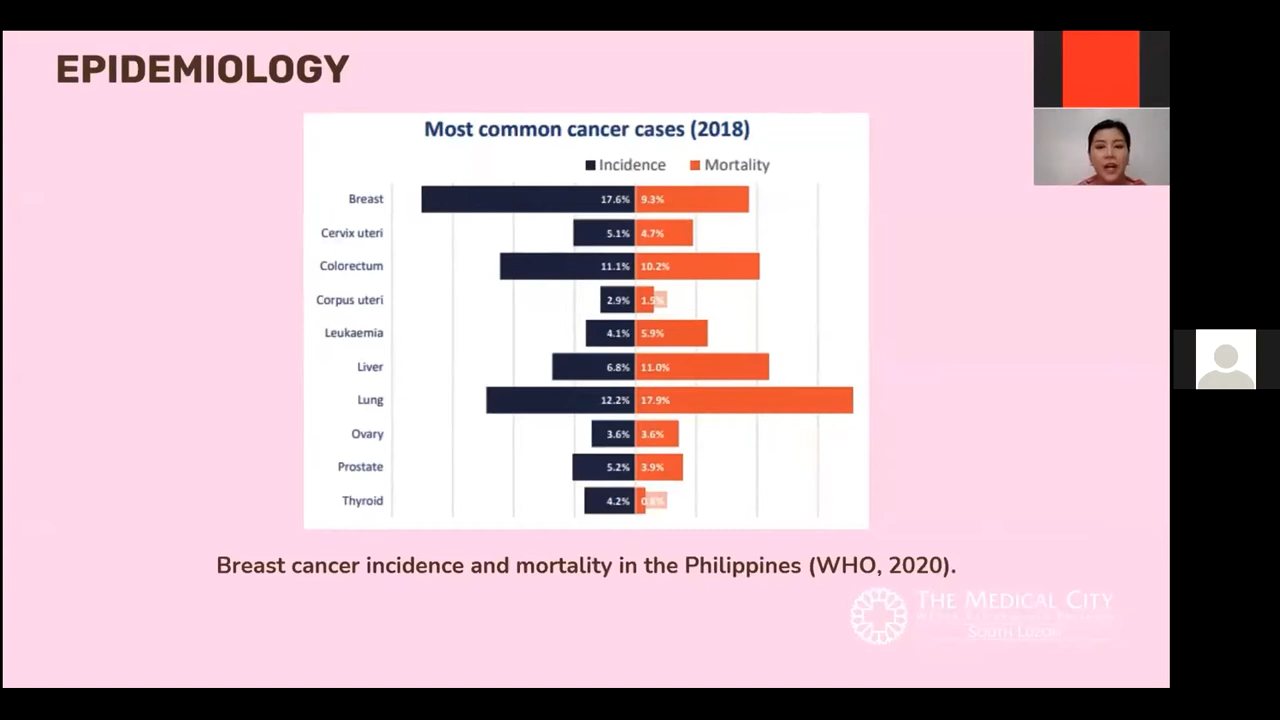 EPIDEMIOLOGY
Most common cancer cases (2018)
Incidence Mortality
Breast 17.6% 9.3%
Cervix uteri 5.1% 4.7%
Colorectum 11.1% 10.2%
Corpus uteri 2.9% 1.5%
Leukaemia 4.1% 5.9%
Liver 6.8% 11.0%
Lung 12.2% 17.9%
Ovary 3.6% 3.6%
Prostate 5.2% 3.9%
Thyroid 4.2%
Breast cancer incidence and mortality in the Philippines (WHO, 2020).
THE MEDICAL CITY
South Luzon